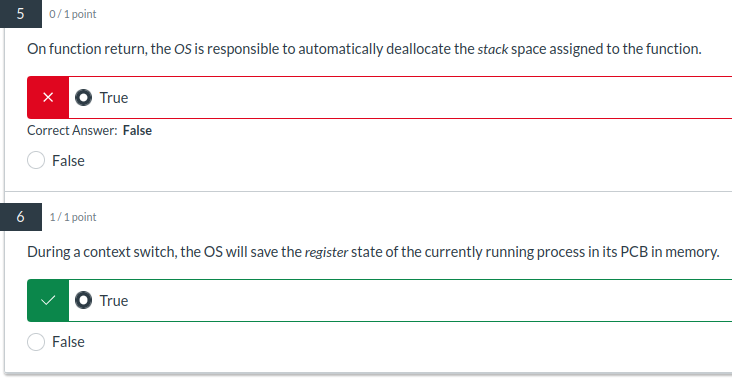 5 0 / 1 point
On function return, the OS is responsible to automatically deallocate the stack space assigned to the function.
True
Correct Answer: False
False
6 1 / 1 point
During a context switch, the OS will save the register state of the currently running process in its PCB in memory.
True
False